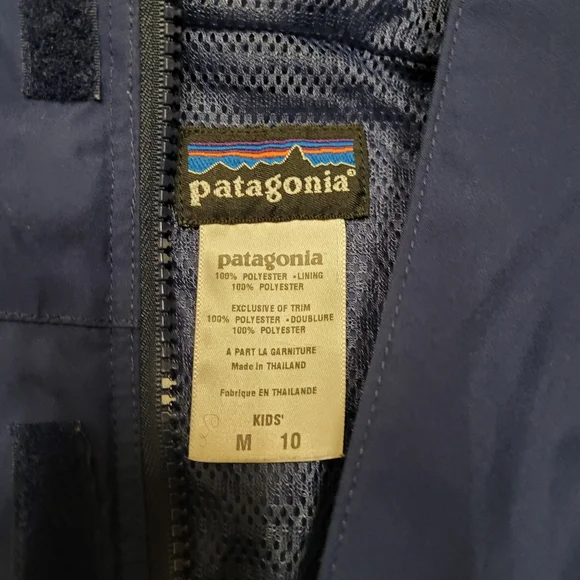 patagonia®
patagonia
100% POLYESTER •LINING
100% POLYESTER
EXCLUSIVE OF TRIM
100% POLYESTER •DOUBLURE
100% POLYESTER
A PART LA GARNITURE
Made in THAILAND
Fabrique EN THAILANDE
KIDS'
M 10